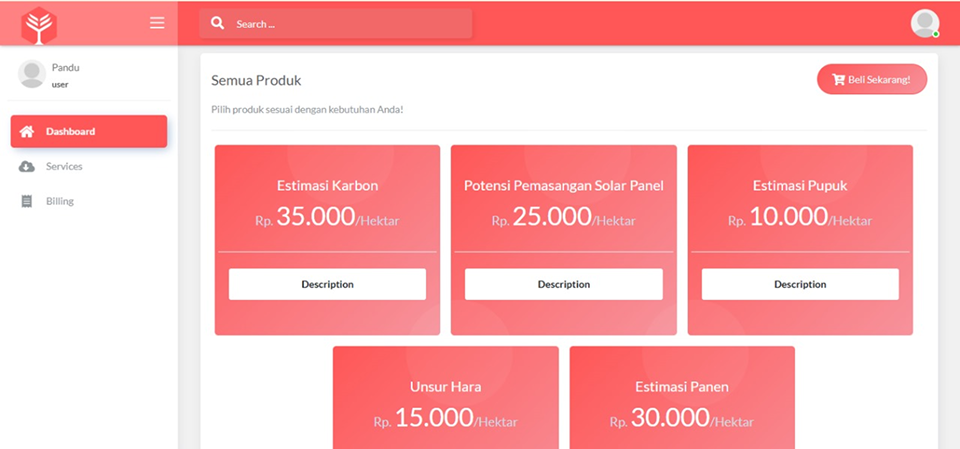 Search ...
Pandu
user
Dashboard
Services
Billing
Semua Produk
Beli Sekarang!
Pilih produk sesuai dengan kebutuhan Anda!
Estimasi Karbon
Rp. 35.000/Hektar
Description
Potensi Pemasangan Solar Panel
Rp. 25.000/Hektar
Description
Estimasi Pupuk
Rp. 10.000/Hektar
Description
Unsur Hara
Rp. 15.000/Hektar
Estimasi Panen
Rp. 30.000/Hektar